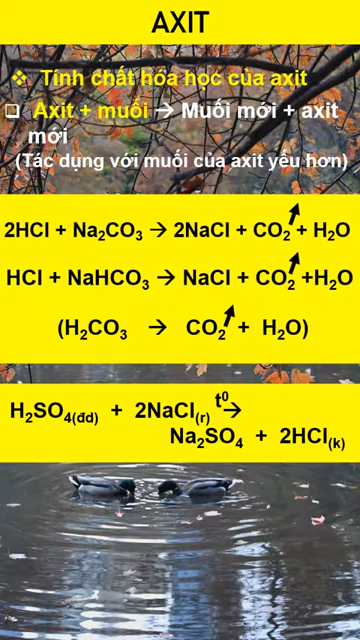 AXIT
❖ Tính chất hóa học của axit
❑ Axit + muối → Muối mới + axit
mới
(Tác dụng với muối của axit yếu hơn)
2HCl + Na₂CO₃ → 2NaCl + CO₂↗ + H₂O
HCl + NaHCO₃ → NaCl + CO₂↗ +H₂O
(H₂CO₃ → CO₂↗ + H₂O)
H₂SO₄(đđ) + 2NaCl(r) t⁰→
Na₂SO₄ + 2HCl(k)